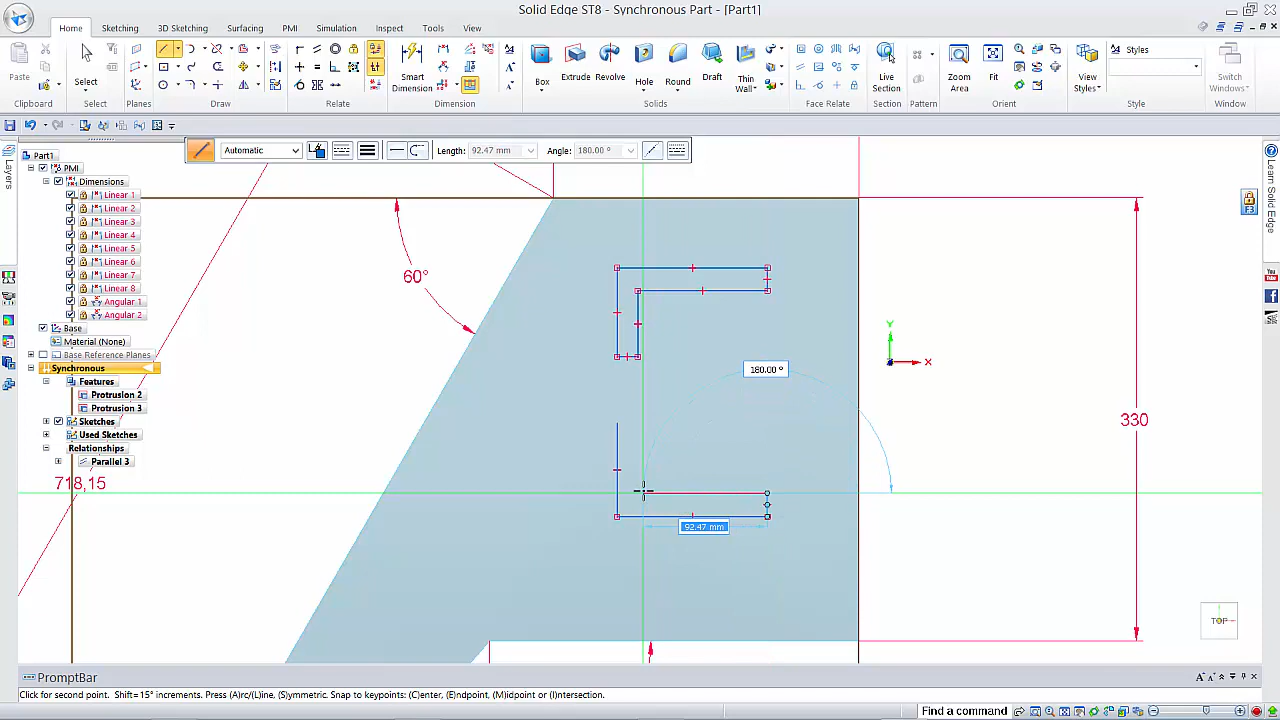 Solid Edge ST8 - Synchronous Part - [Part1]
Home Sketching Surfacing PMI Simulation Inspect Tools View
3D Sketching
Paste
Select
Smart Dimension
Box Extrude Revolve Hole Round Draft Thin Wall
Live Section
Zoom Area
Fit
View Styles
Styles
Switch Windows
Clipboard Select Planes Draw Relate Dimension Solids Face Relate Section Pattern Orient Style Window
Automatic Length: 92.47 mm Angle: 180.00 °
Layers
Part1
PMI
Dimensions
Linear 1
Linear 2
Linear 3
Linear 4
Linear 5
Linear 6
Linear 7
Linear 8
Angular 1
Angular 2
Base
Material (None)
Base Reference Planes
Synchronous
Features
Protrusion 2
Protrusion 3
Sketches
Used Sketches
Relationships
Parallel 3
718,15
60°
180.00 °
92.47 mm
Y
X
330
F3
Learn Solid Edge
You Tube
TOP
PromptBar
Click for second point. Shift=15° increments. Press (A)rc/(L)ine, (S)ymmetric. Snap to keypoints: (C)enter, (E)ndpoint, (M)idpoint or (I)ntersection.
Find a command